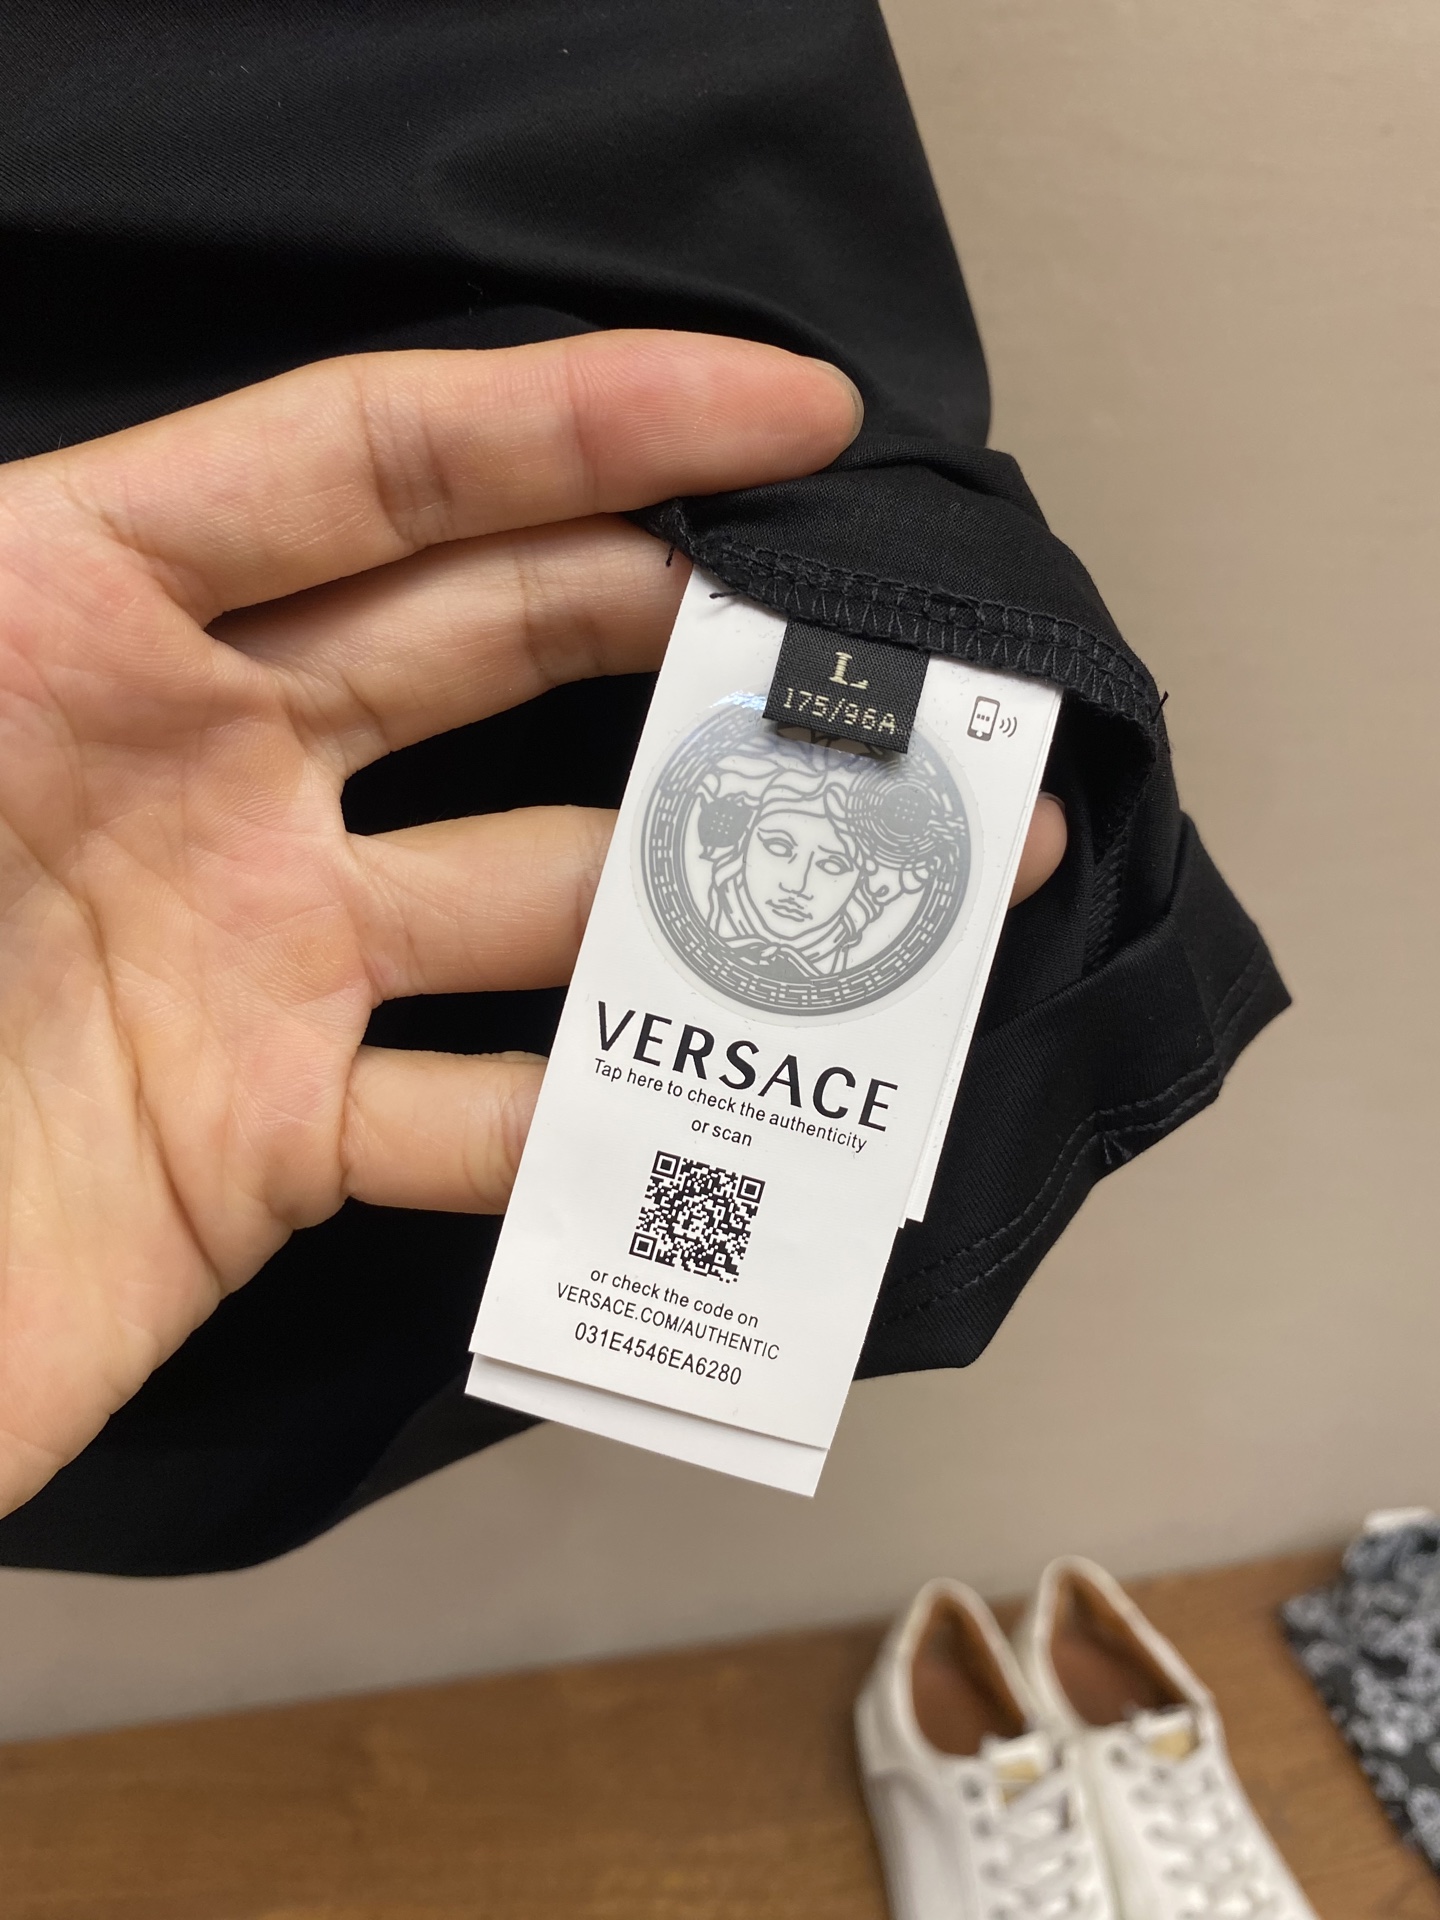 L
175/96A
VERSACE
Tap here to check the authenticity
or scan
or check the code on
VERSACE.COM/AUTHENTIC
031E4546EA6280